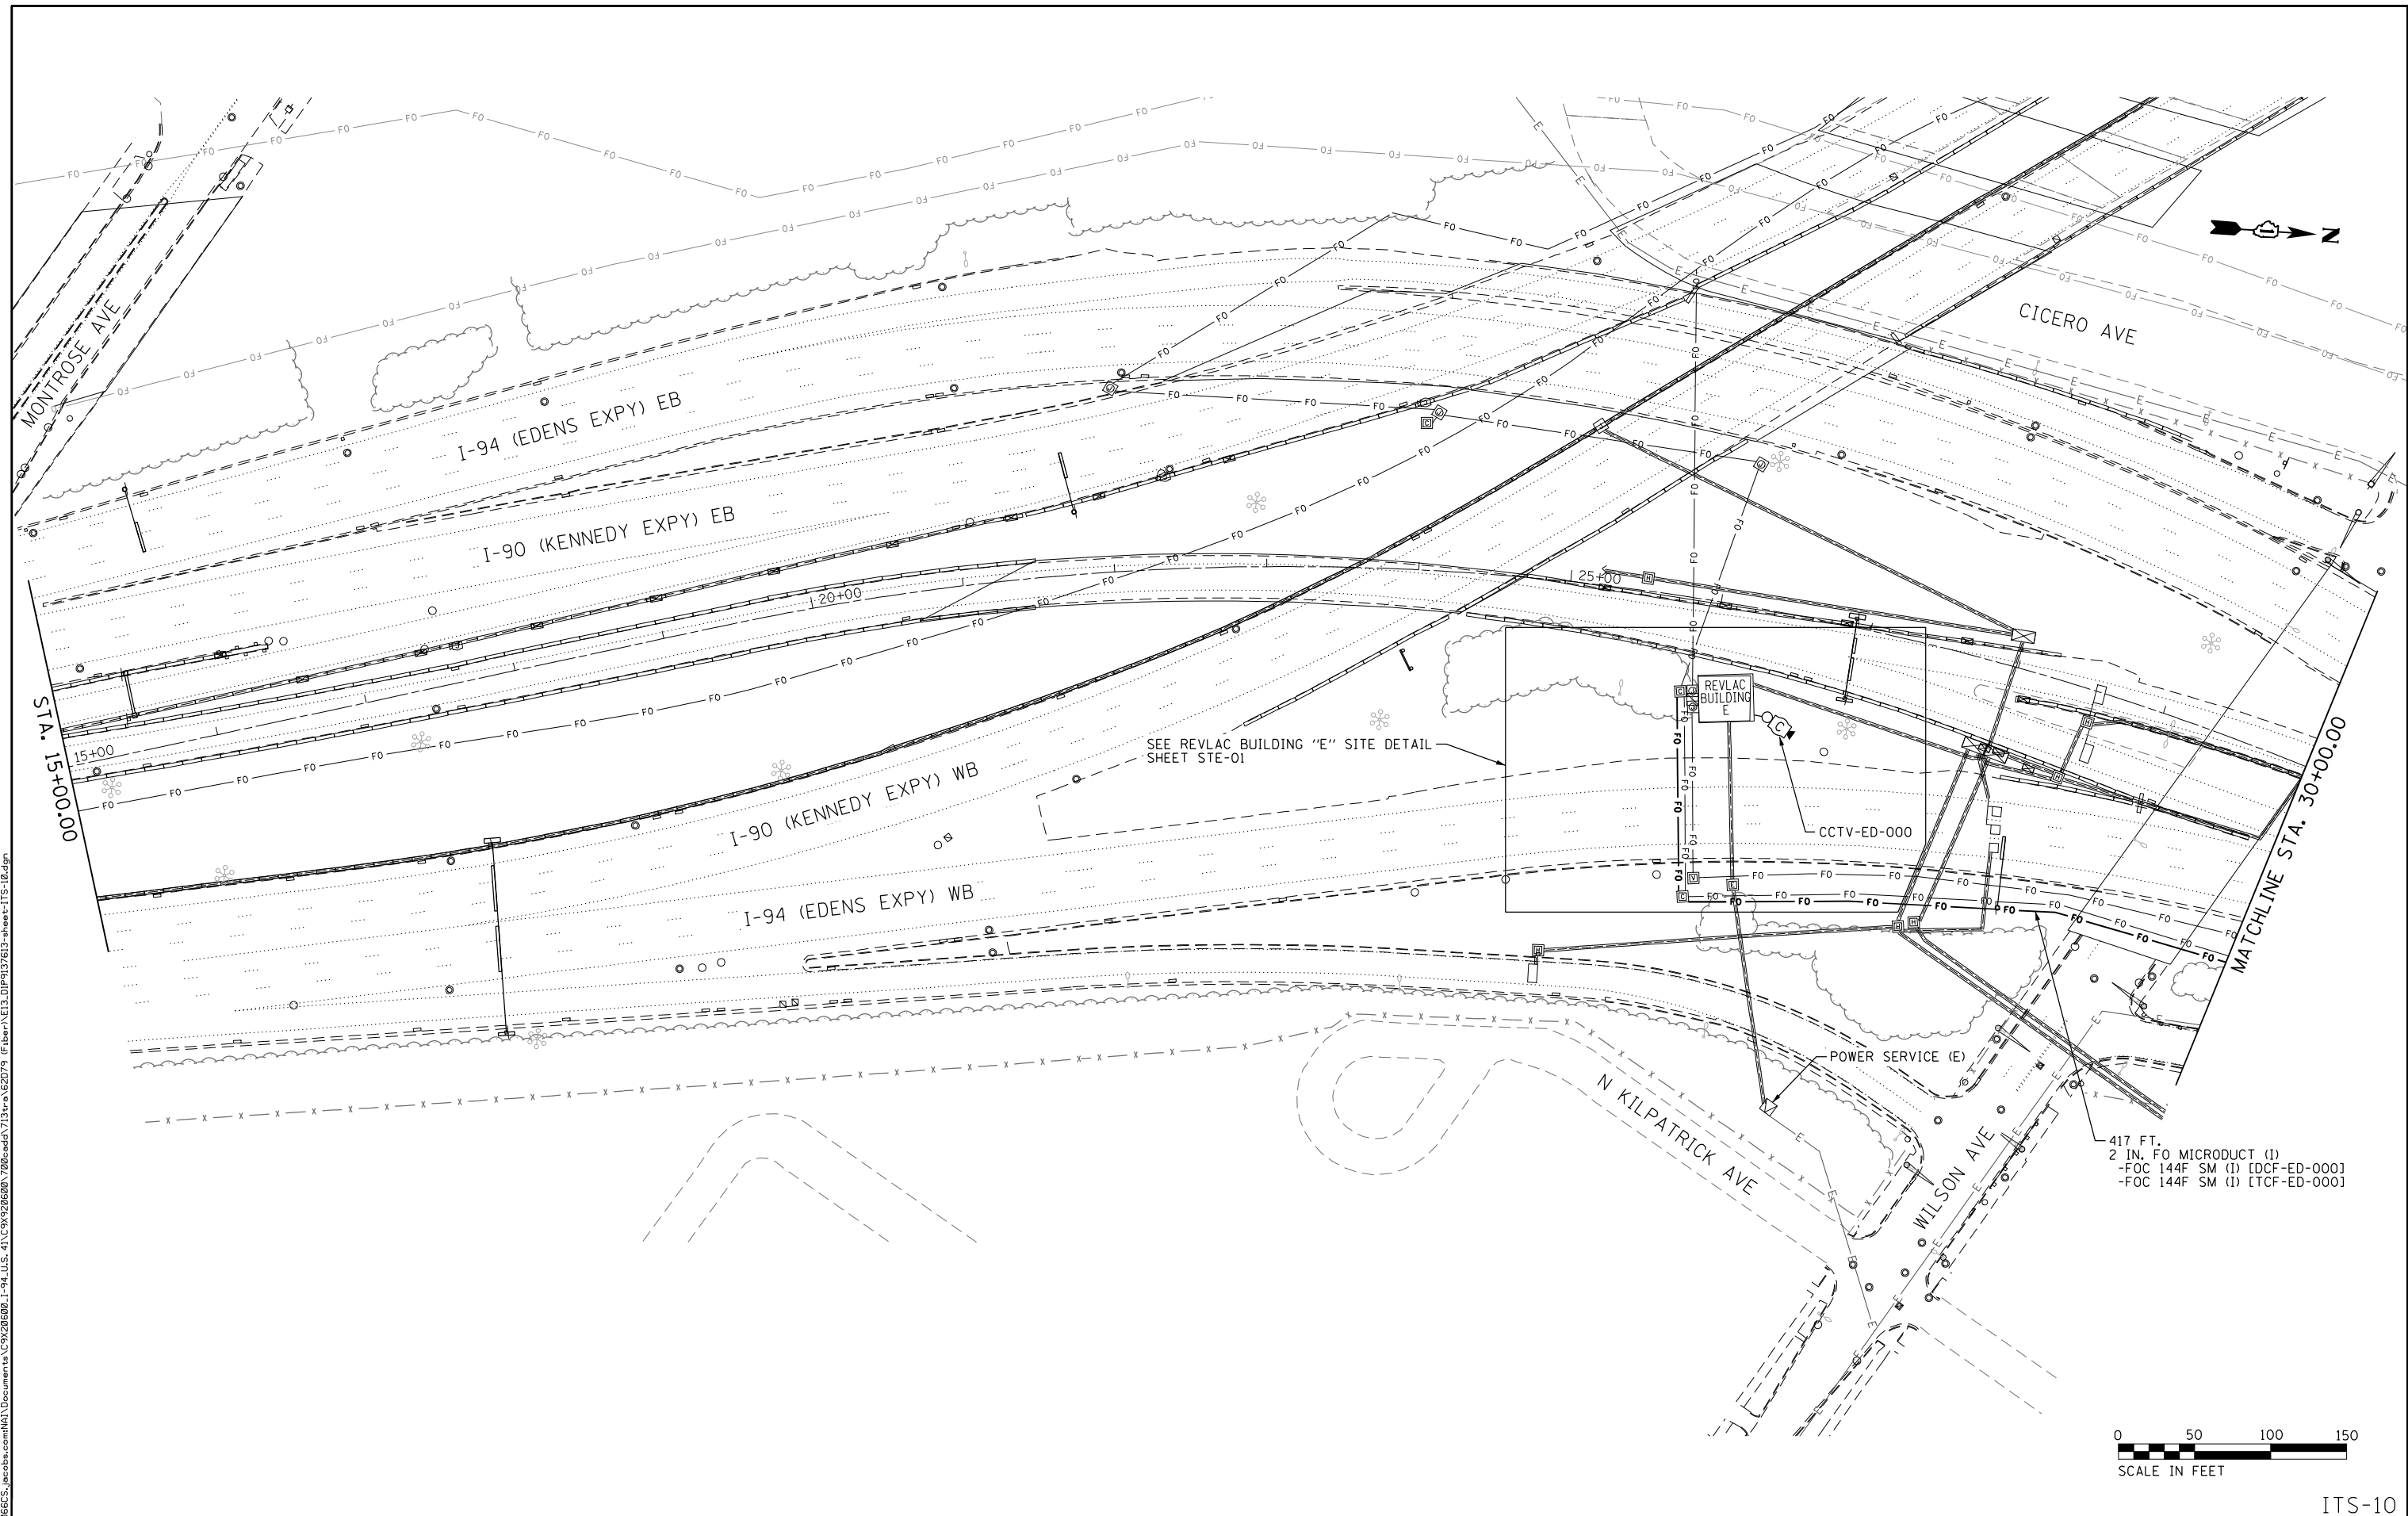 MONTROSE AVE
I-94 (EDENS EXPY) EB
I-90 (KENNEDY EXPY) EB
CICERO AVE
N
STA. 15+00.00
15+00
20+00
25+00
I-90 (KENNEDY EXPY) WB
I-94 (EDENS EXPY) WB
SEE REVLAC BUILDING "E" SITE DETAIL
SHEET STE-01
REVLAC
BUILDING
E
C
CCTV-ED-000
MATCHLINE STA. 30+00.00
POWER SERVICE (E)
N KILPATRICK AVE
WILSON AVE
417 FT.
2 IN. FO MICRODUCT (I)
-FOC 144F SM (I) [DCF-ED-000]
-FOC 144F SM (I) [TCF-ED-000]
0 50 100 150
SCALE IN FEET
ITS-10